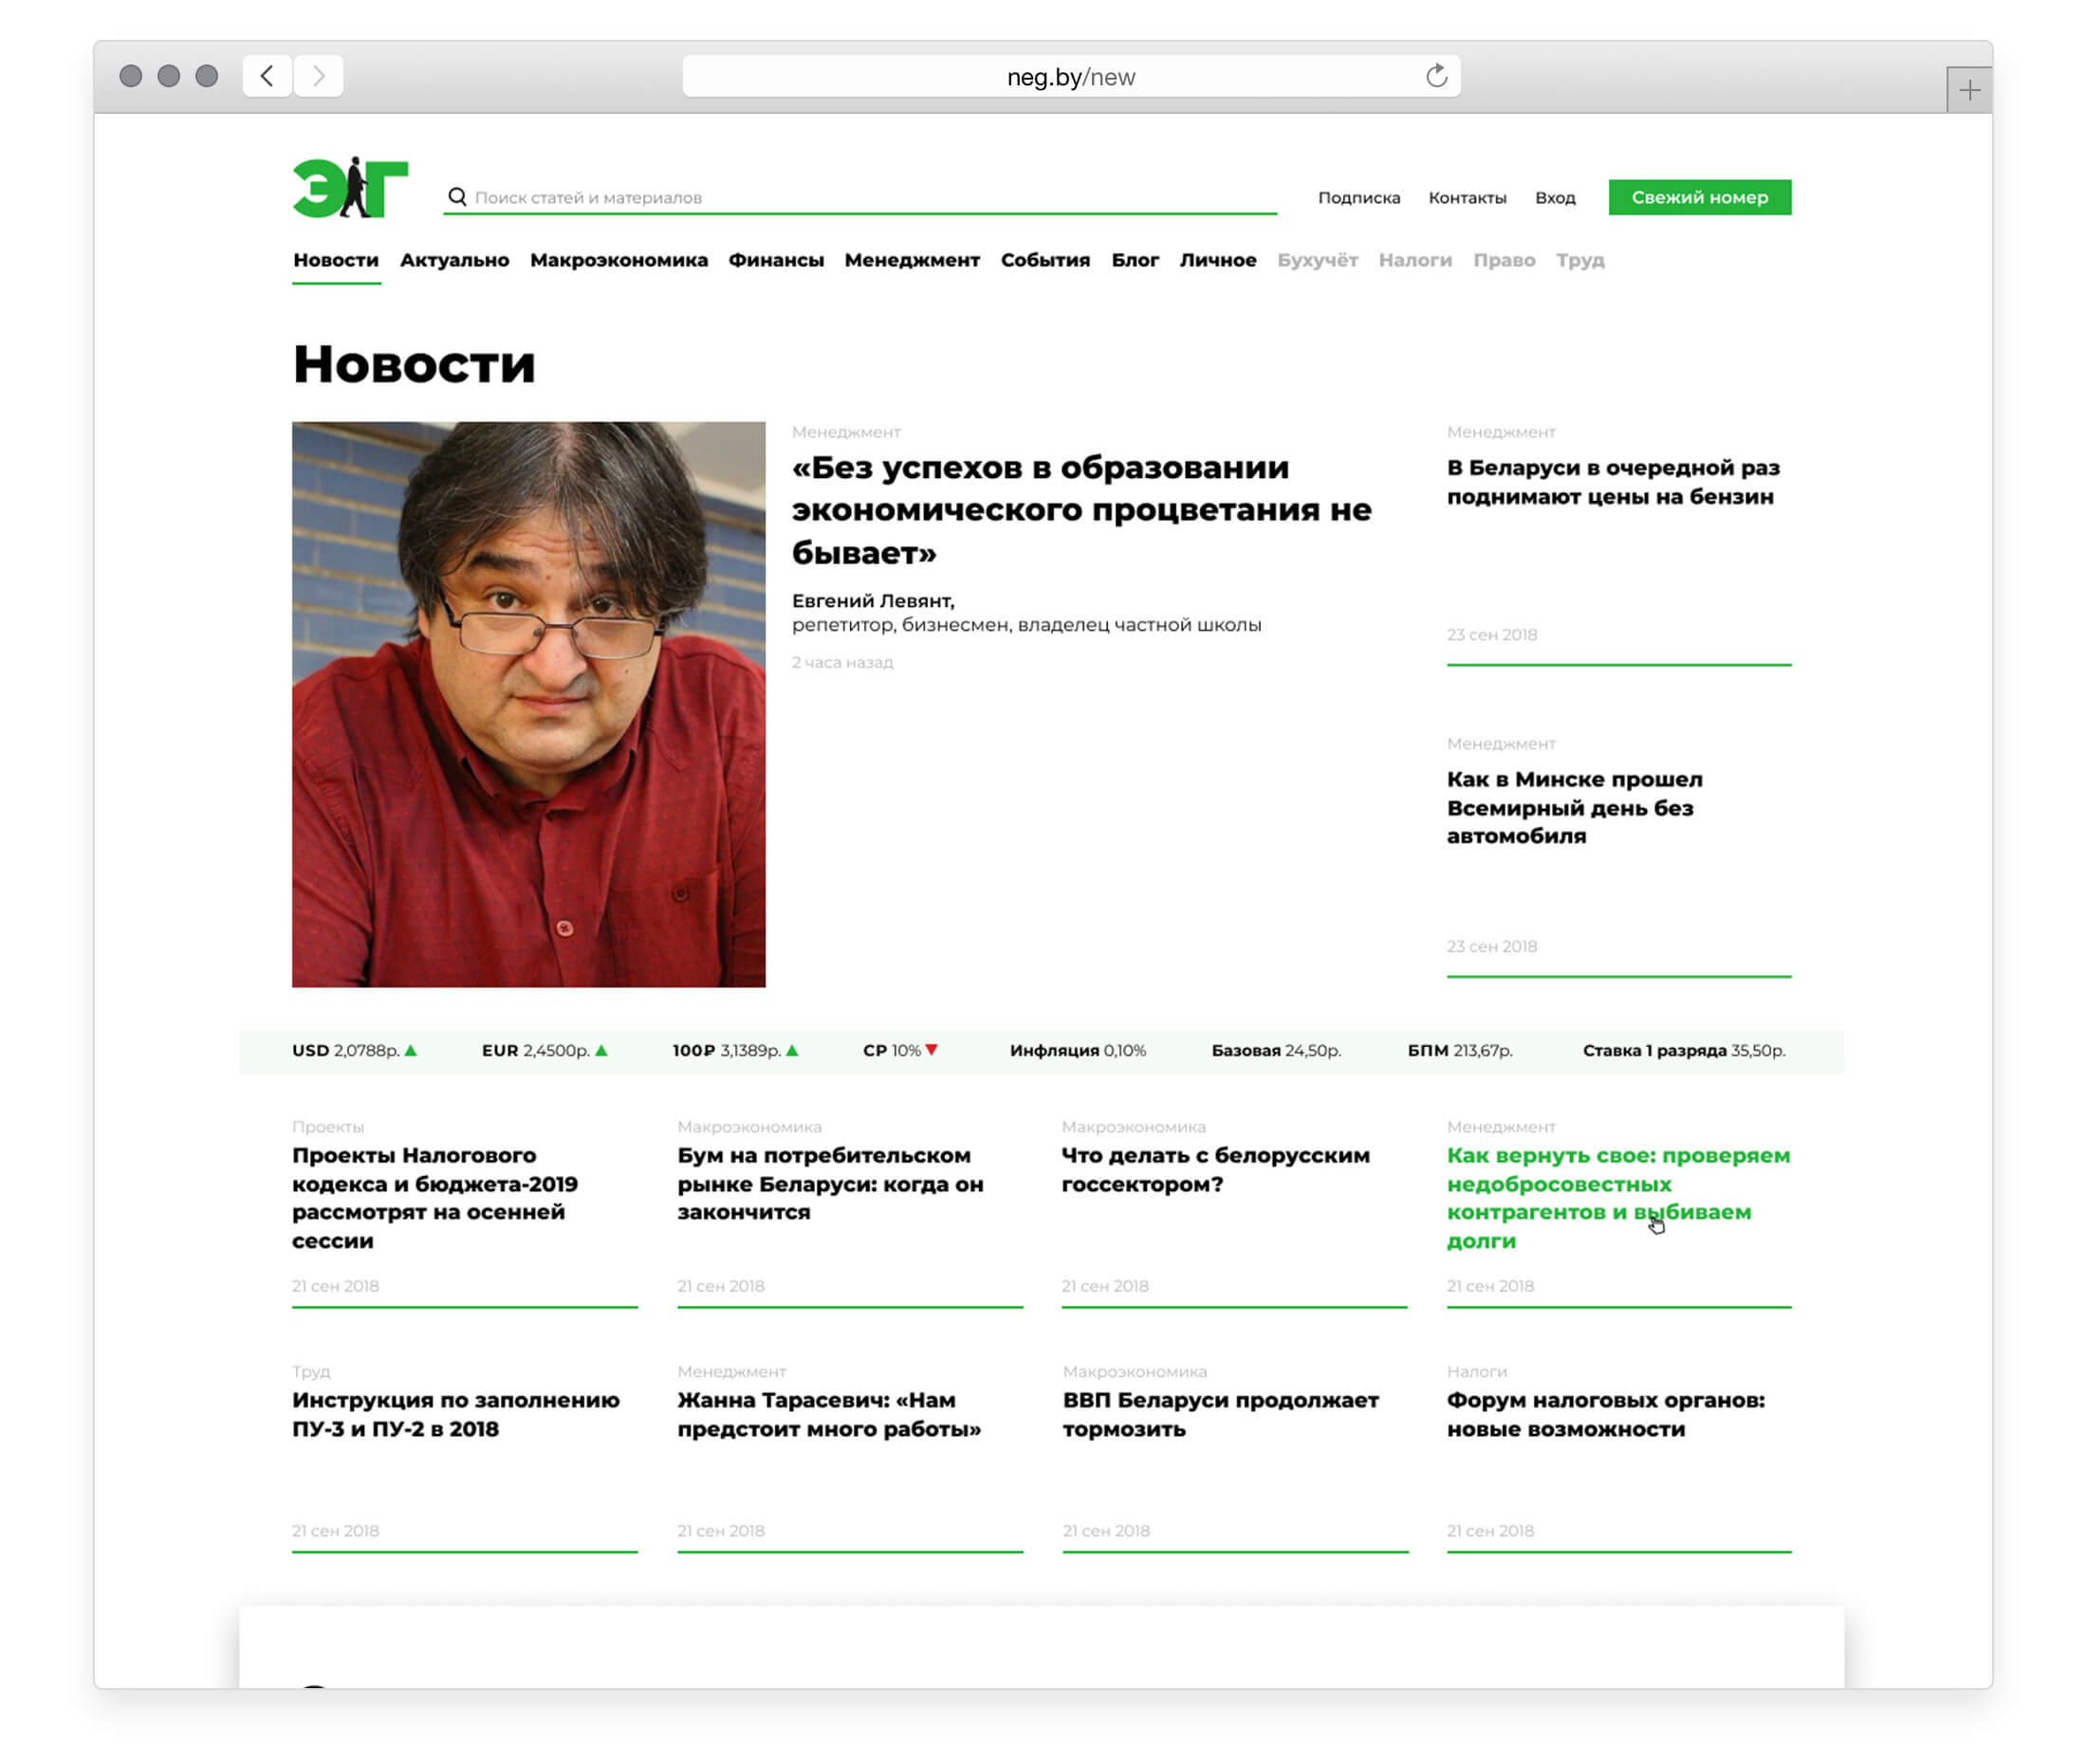 neg.by/new
ЭГ
Поиск статей и материалов
Подписка Контакты Вход Свежий номер
Новости Актуально Макроэкономика Финансы Менеджмент События Блог Личное Бухучёт Налоги Право Труд
Новости
Менеджмент
«Без успехов в образовании
экономического процветания не
бывает»
Евгений Левянт,
репетитор, бизнесмен, владелец частной школы
2 часа назад
Менеджмент
В Беларуси в очередной раз
поднимают цены на бензин
23 сен 2018
Менеджмент
Как в Минске прошел
Всемирный день без
автомобиля
23 сен 2018
USD 2,0788р. ▲ EUR 2,4500р. ▲ 100₽ 3,1389р. ▲ СР 10% ▼ Инфляция 0,10% Базовая 24,50р. БПМ 213,67р. Ставка 1 разряда 35,50р.
Проекты
Проекты Налогового
кодекса и бюджета-2019
рассмотрят на осенней
сессии
21 сен 2018
Макроэкономика
Бум на потребительском
рынке Беларуси: когда он
закончится
21 сен 2018
Макроэкономика
Что делать с белорусским
госсектором?
21 сен 2018
Менеджмент
Как вернуть свое: проверяем
недобросовестных
контрагентов и выбиваем
долги
21 сен 2018
Труд
Инструкция по заполнению
ПУ-3 и ПУ-2 в 2018
21 сен 2018
Менеджмент
Жанна Тарасевич: «Нам
предстоит много работы»
21 сен 2018
Макроэкономика
ВВП Беларуси продолжает
тормозить
21 сен 2018
Налоги
Форум налоговых органов:
новые возможности
21 сен 2018